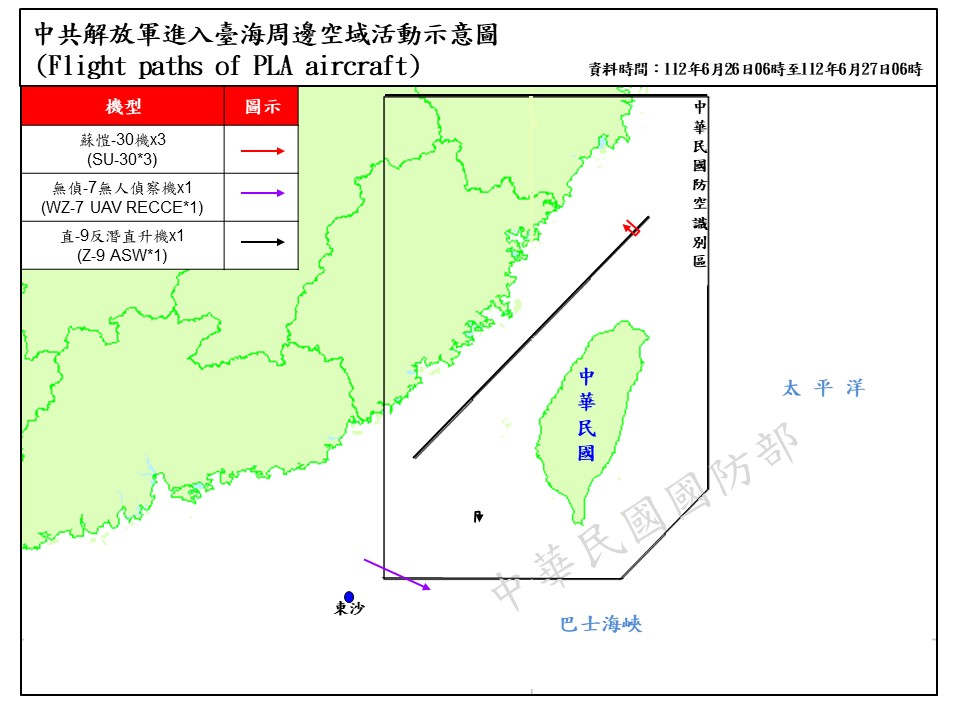 中共解放軍進入臺海周邊空域活動示意圖
(Flight paths of PLA aircraft)
資料時間：112年6月26日06時至112年6月27日06時
機型 圖示
蘇愷-30機x3
(SU-30*3)
無偵-7無人偵察機x1
(WZ-7 UAV RECCE*1)
直-9反潛直升機x1
(Z-9 ASW*1)
中華民國防空識別區
中華民國
太平洋
中華民國國防部
東沙
巴士海峽